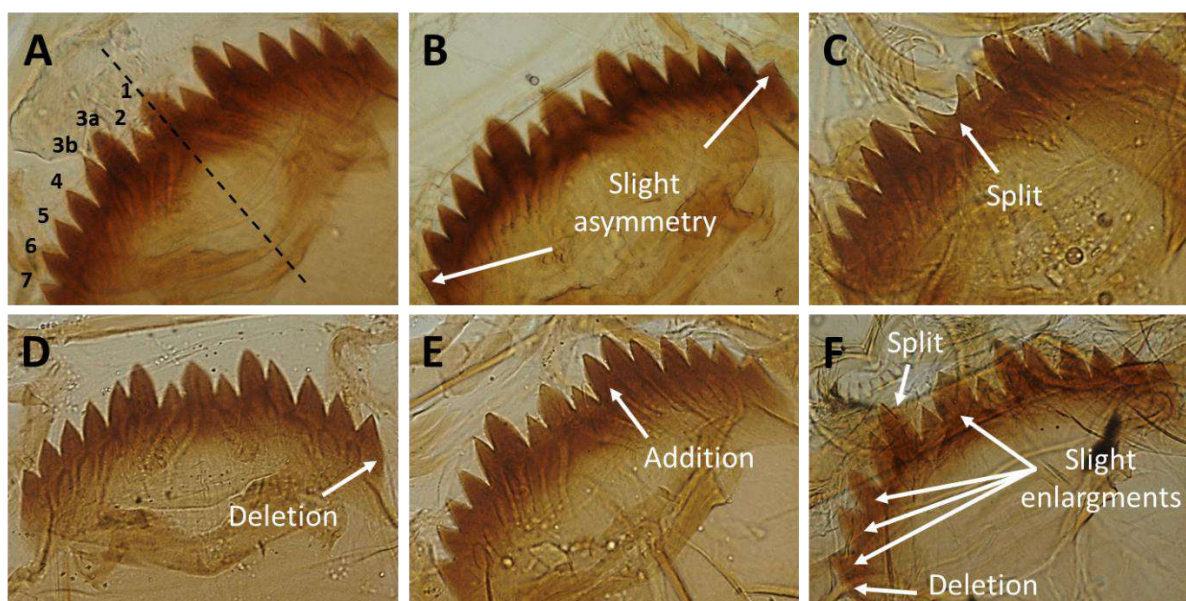 A
1
2
3a
3b
4
5
6
7
B
Slight
asymmetry
C
Split
D
Deletion
E
Addition
F
Split
Slight
enlargments
Deletion